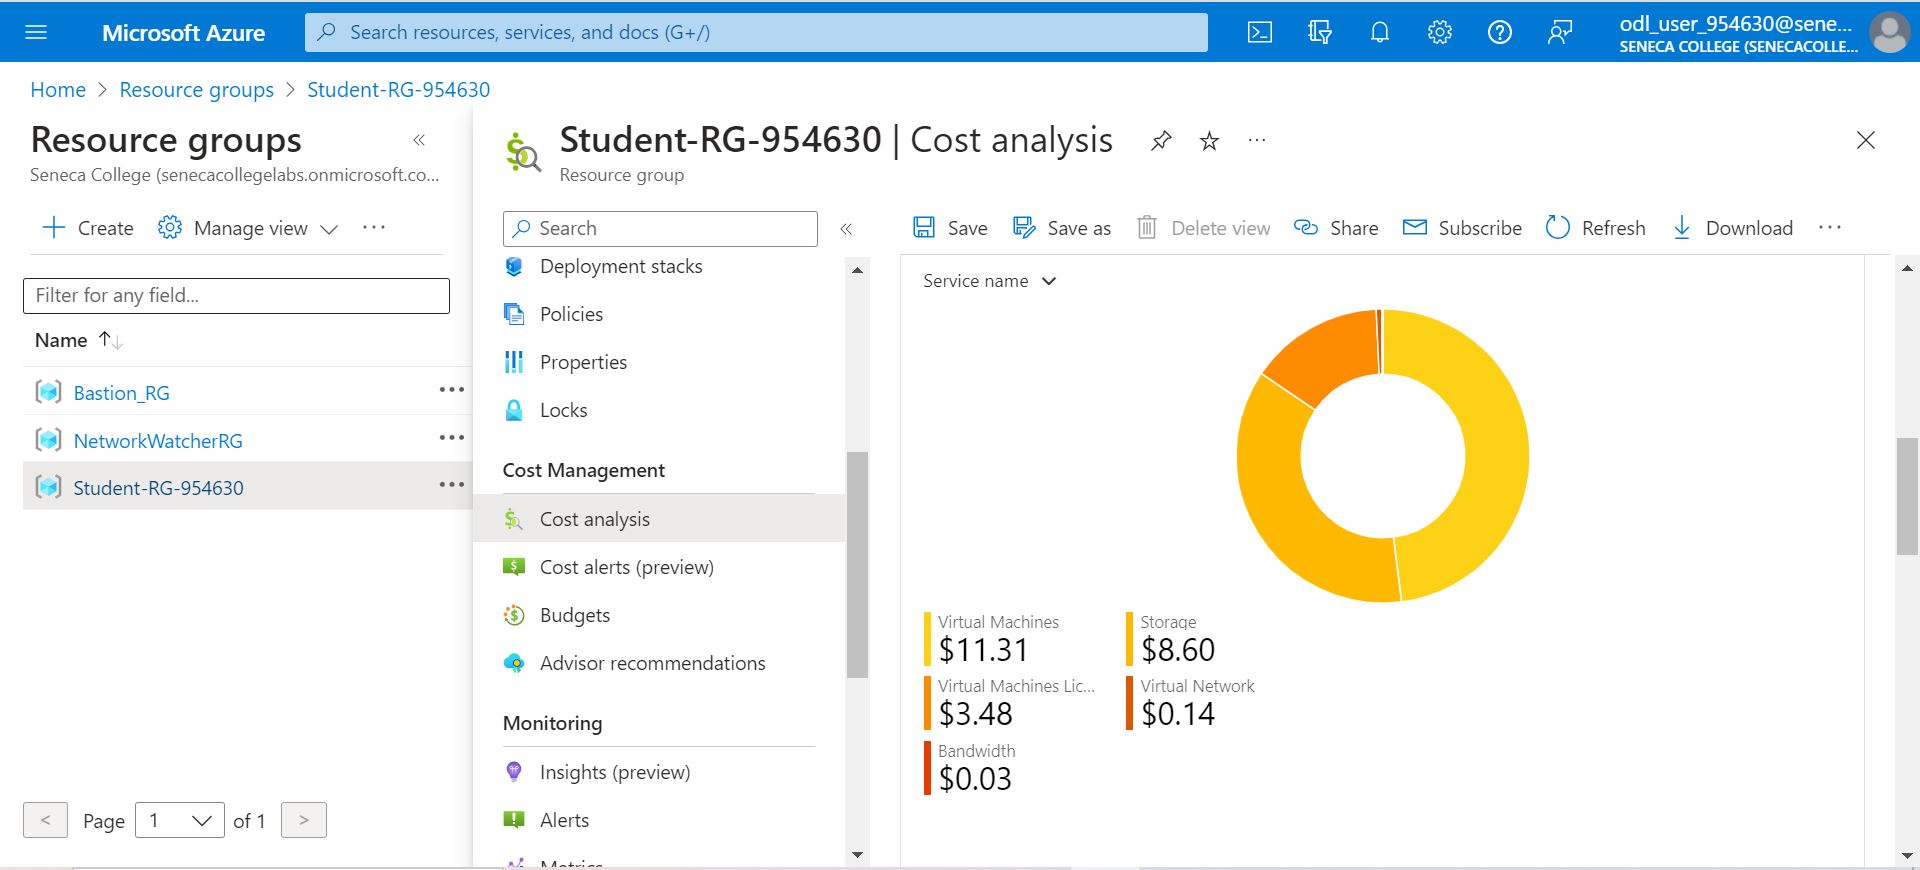 Microsoft Azure
Search resources, services, and docs (G+/)
odl_user_954630@sene...
SENECA COLLEGE (SENECACOLLE...
Home > Resource groups > Student-RG-954630
Resource groups
Seneca College (senecacollegelabs.onmicrosoft.co...
Create Manage view ...
Filter for any field...
Name
Bastion_RG
NetworkWatcherRG
Student-RG-954630
< Page 1 of 1 >
Student-RG-954630 | Cost analysis ...
Resource group
Search
Deployment stacks
Policies
Properties
Locks
Cost Management
Cost analysis
Cost alerts (preview)
Budgets
Advisor recommendations
Monitoring
Insights (preview)
Alerts
Metrics
Save Save as Delete view Share Subscribe Refresh Download ...
Service name
Virtual Machines
$11.31
Storage
$8.60
Virtual Machines Lic...
$3.48
Virtual Network
$0.14
Bandwidth
$0.03